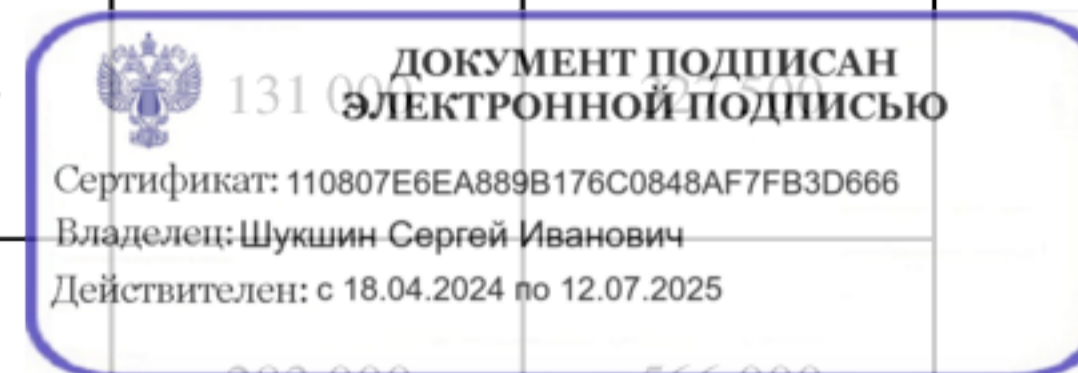 ДОКУМЕНТ ПОДПИСАН
ЭЛЕКТРОННОЙ ПОДПИСЬЮ
Сертификат: 110807E6EA889B176C0848AF7FB3D666
Владелец: Шукшин Сергей Иванович
Действителен: с 18.04.2024 по 12.07.2025